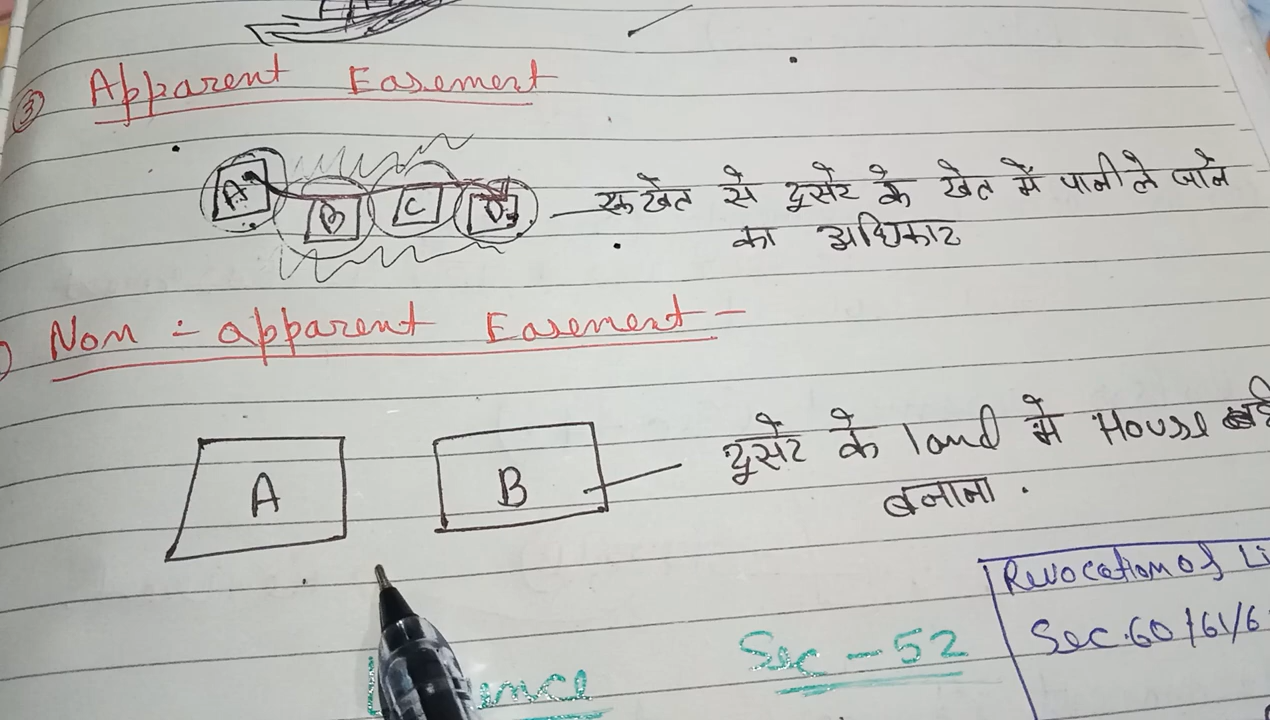 ③ Apparent Easement
A B C D
एक खेत से दूसरे के खेत में पानी ले जाने
का अधिकार
Non - apparent Easement -
A B
दूसरे के land में House
बनाना .
Revocation of Li
Sec.60/61/6
Sec - 52